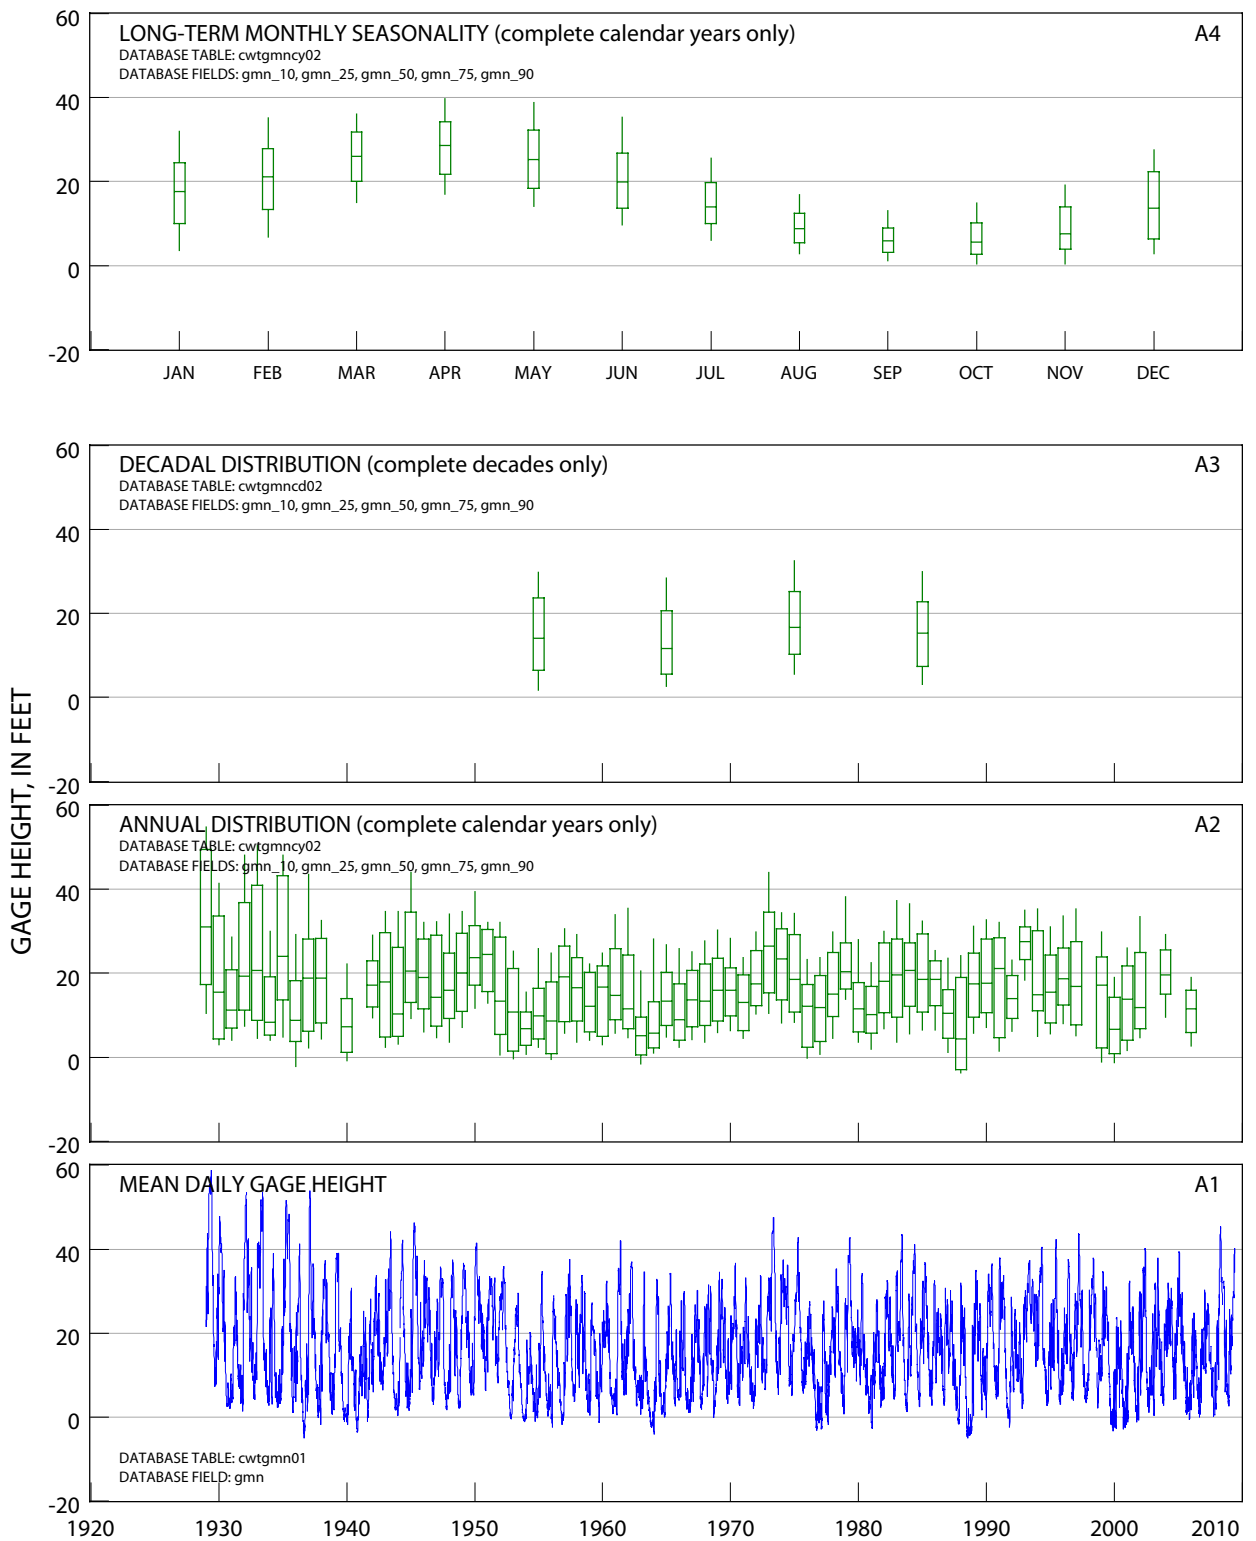 60
LONG-TERM MONTHLY SEASONALITY (complete calendar years only) A4
DATABASE TABLE: cwtgmncy02
DATABASE FIELDS: gmn_10, gmn_25, gmn_50, gmn_75, gmn_90
40
20
0
-20
JAN FEB MAR APR MAY JUN JUL AUG SEP OCT NOV DEC
GAGE HEIGHT, IN FEET
60
DECADAL DISTRIBUTION (complete decades only) A3
DATABASE TABLE: cwtgmncd02
DATABASE FIELDS: gmn_10, gmn_25, gmn_50, gmn_75, gmn_90
40
20
0
-20
60
ANNUAL DISTRIBUTION (complete calendar years only) A2
DATABASE TABLE: cwtgmncy02
DATABASE FIELDS: gmn_10, gmn_25, gmn_50, gmn_75, gmn_90
40
20
0
-20
60
MEAN DAILY GAGE HEIGHT A1
40
20
0
DATABASE TABLE: cwtgmn01
DATABASE FIELD: gmn
-20
1920 1930 1940 1950 1960 1970 1980 1990 2000 2010